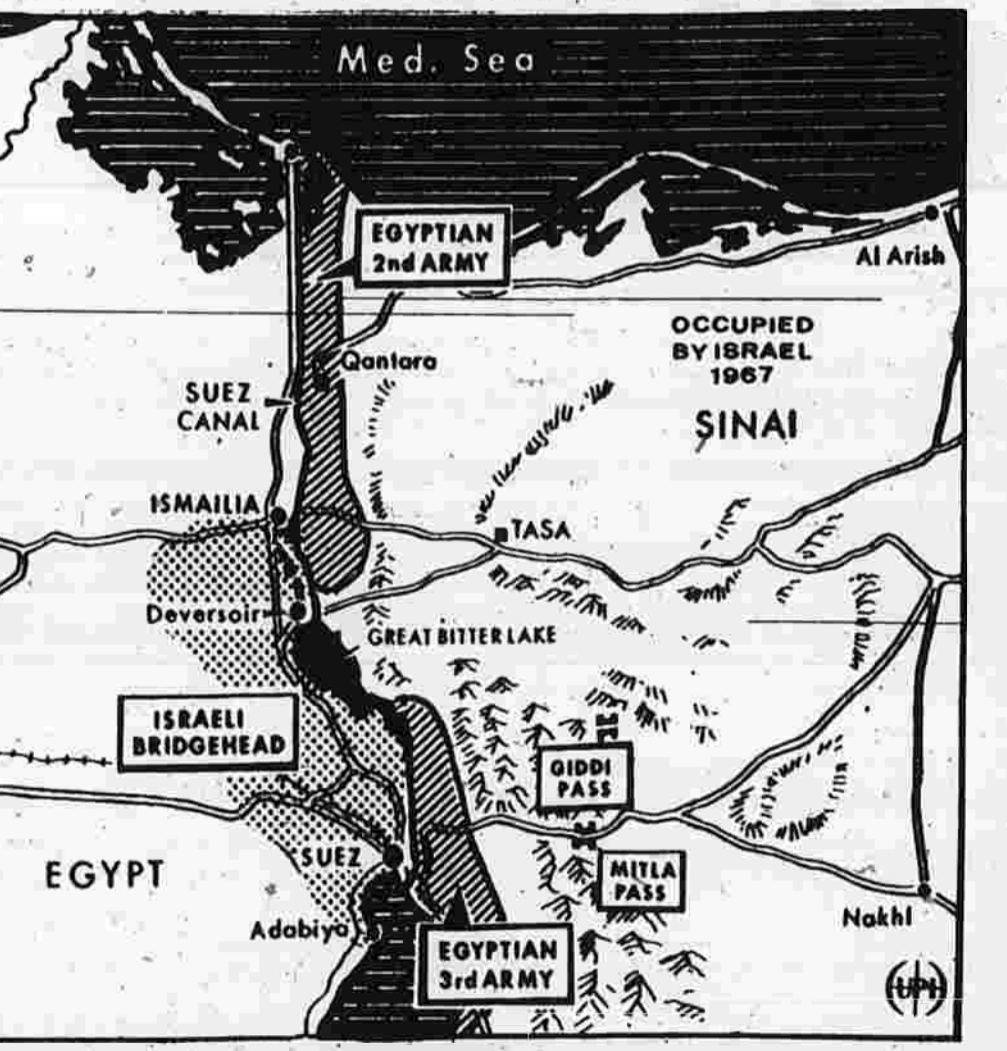 Med. Sea
EGYPTIAN
2nd ARMY
Al Arish
OCCUPIED
BY ISRAEL
1967
Qantara
SUEZ
CANAL
SINAI
ISMAILIA
TASA
Deversoir
GREAT BITTER LAKE
ISRAELI
BRIDGEHEAD
GIDDI
PASS
SUEZ
EGYPT
MITLA
PASS
Nakhl
Adabiya
EGYPTIAN
3rd ARMY
UPI